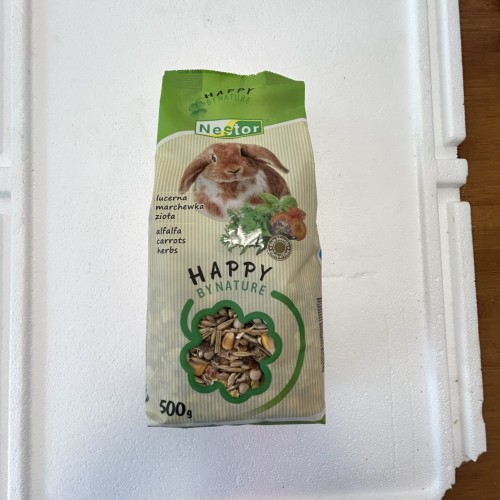 HAPPY
BY NATURE
Nestor
lucerna
marchewka
zioła
alfalfa
carrots
herbs
HAPPY
BY NATURE
500g